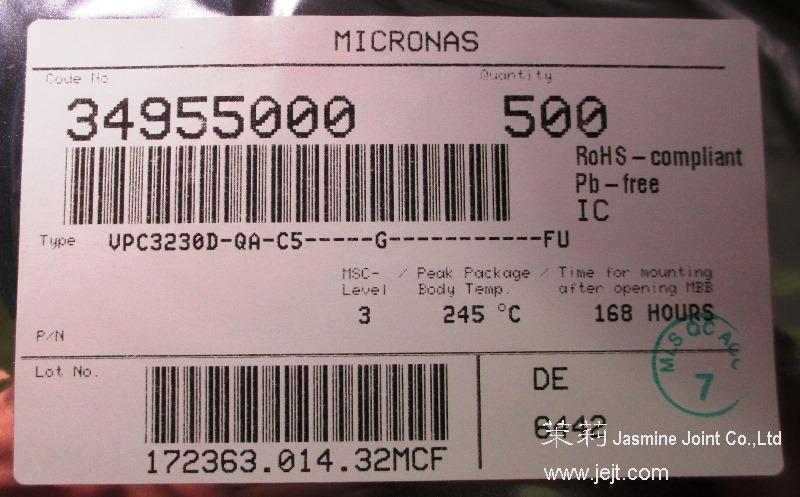 MICRONAS
Code No Quantity
34955000 500
RoHS-compliant
Pb-free
IC
Type VPC3230D-QA-C5-----G-----------FU
MSC-Level / Peak Package Body Temp. / Time for mounting after opening MBB
3 245 °C 168 HOURS
P/N
MLS QC
7
Lot No. DE
172363.014.32MCF
茉莉 Jasmine Joint Co.,Ltd
www.jejt.com